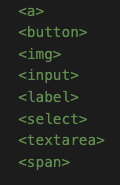 <a>
<button>
<img>
<input>
<label>
<select>
<textarea>
<span>